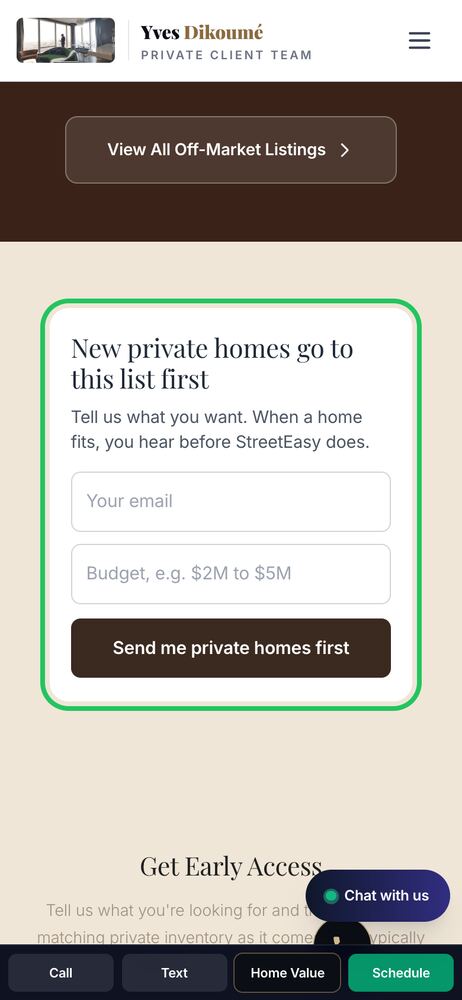 Yves Dikoumé
PRIVATE CLIENT TEAM
View All Off-Market Listings
New private homes go to
this list first
Tell us what you want. When a home
fits, you hear before StreetEasy does.
Your email
Budget, e.g. $2M to $5M
Send me private homes first
Get Early Access
Chat with us
Tell us what you're looking for and
matching private inventory as it
Call
Text
Home Value
Schedule